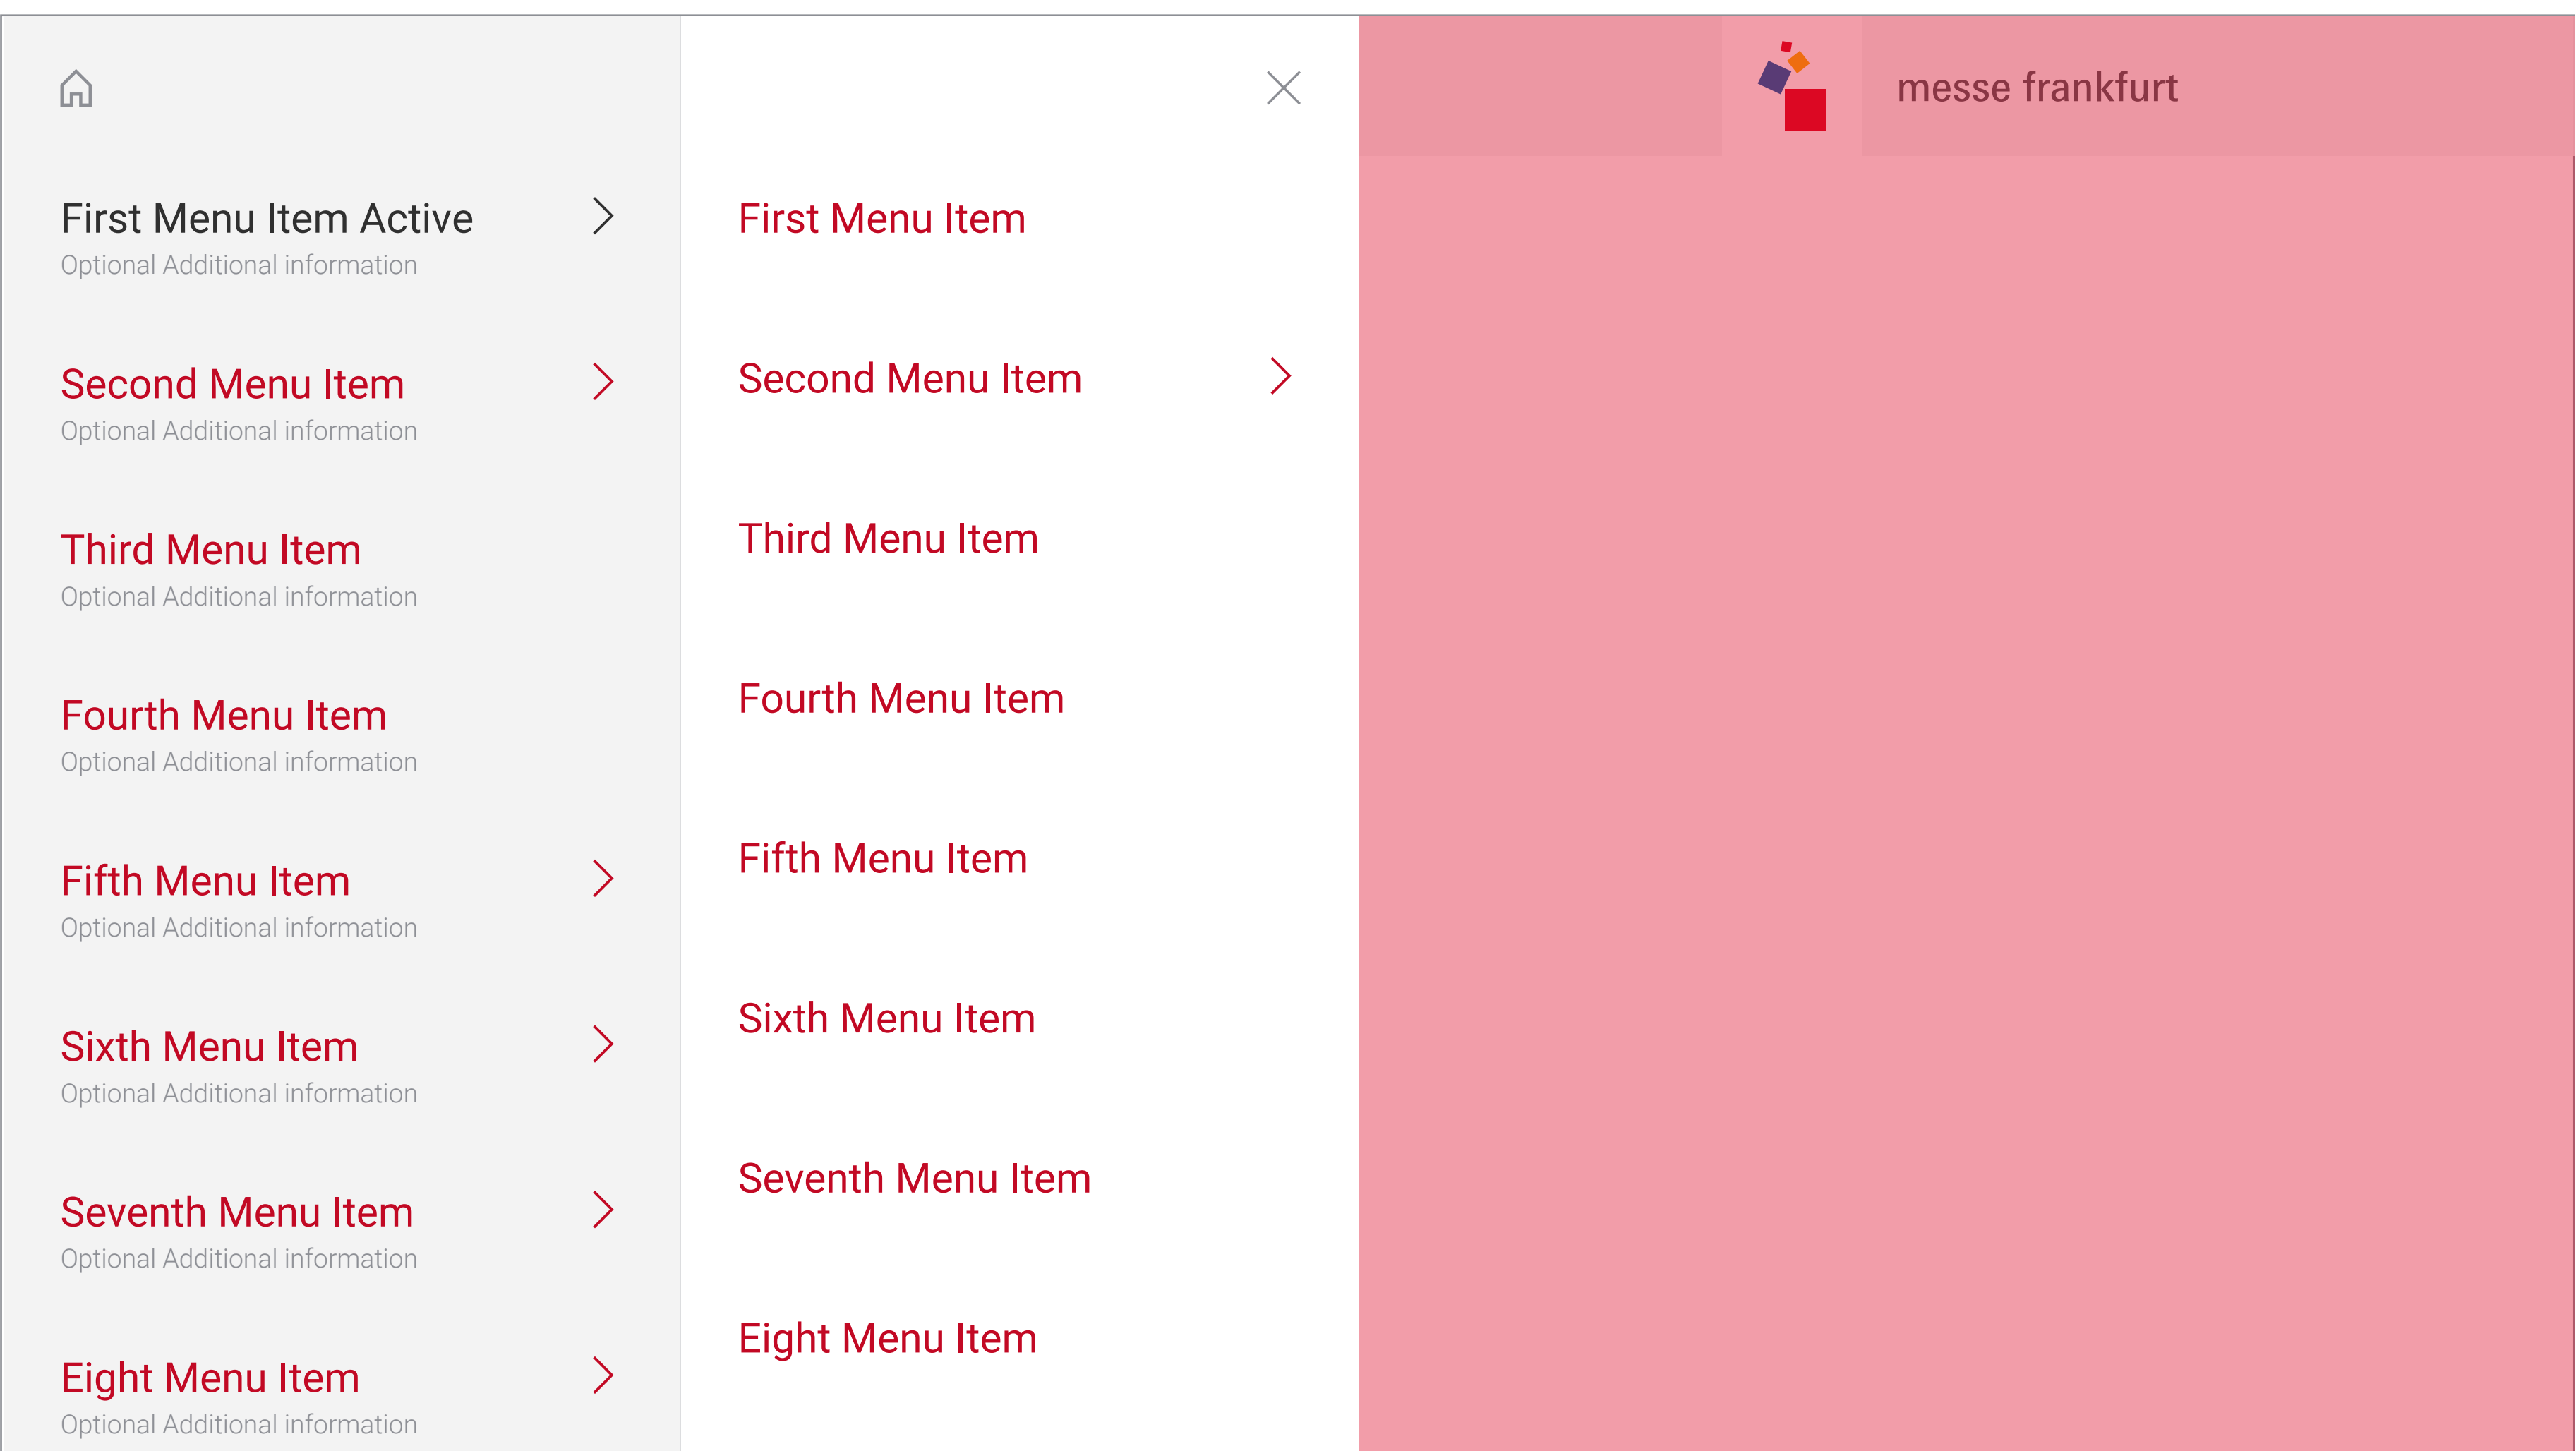 First Menu Item Active
Optional Additional information
Second Menu Item
Optional Additional information
Third Menu Item
Optional Additional information
Fourth Menu Item
Optional Additional information
Fifth Menu Item
Optional Additional information
Sixth Menu Item
Optional Additional information
Seventh Menu Item
Optional Additional information
Eight Menu Item
Optional Additional information
First Menu Item
Second Menu Item
Third Menu Item
Fourth Menu Item
Fifth Menu Item
Sixth Menu Item
Seventh Menu Item
Eight Menu Item
messe frankfurt